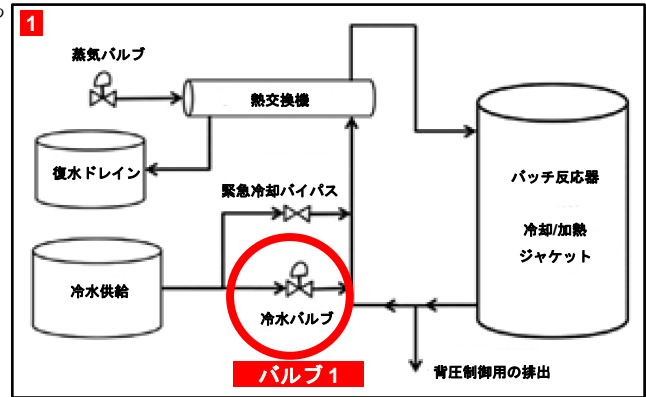 1
蒸気バルブ
熱交換機
復水ドレイン
緊急冷却バイパス
バッチ反応器
冷却/加熱
ジャケット
冷水供給
冷水バルブ
バルブ 1
背圧制御用の排出